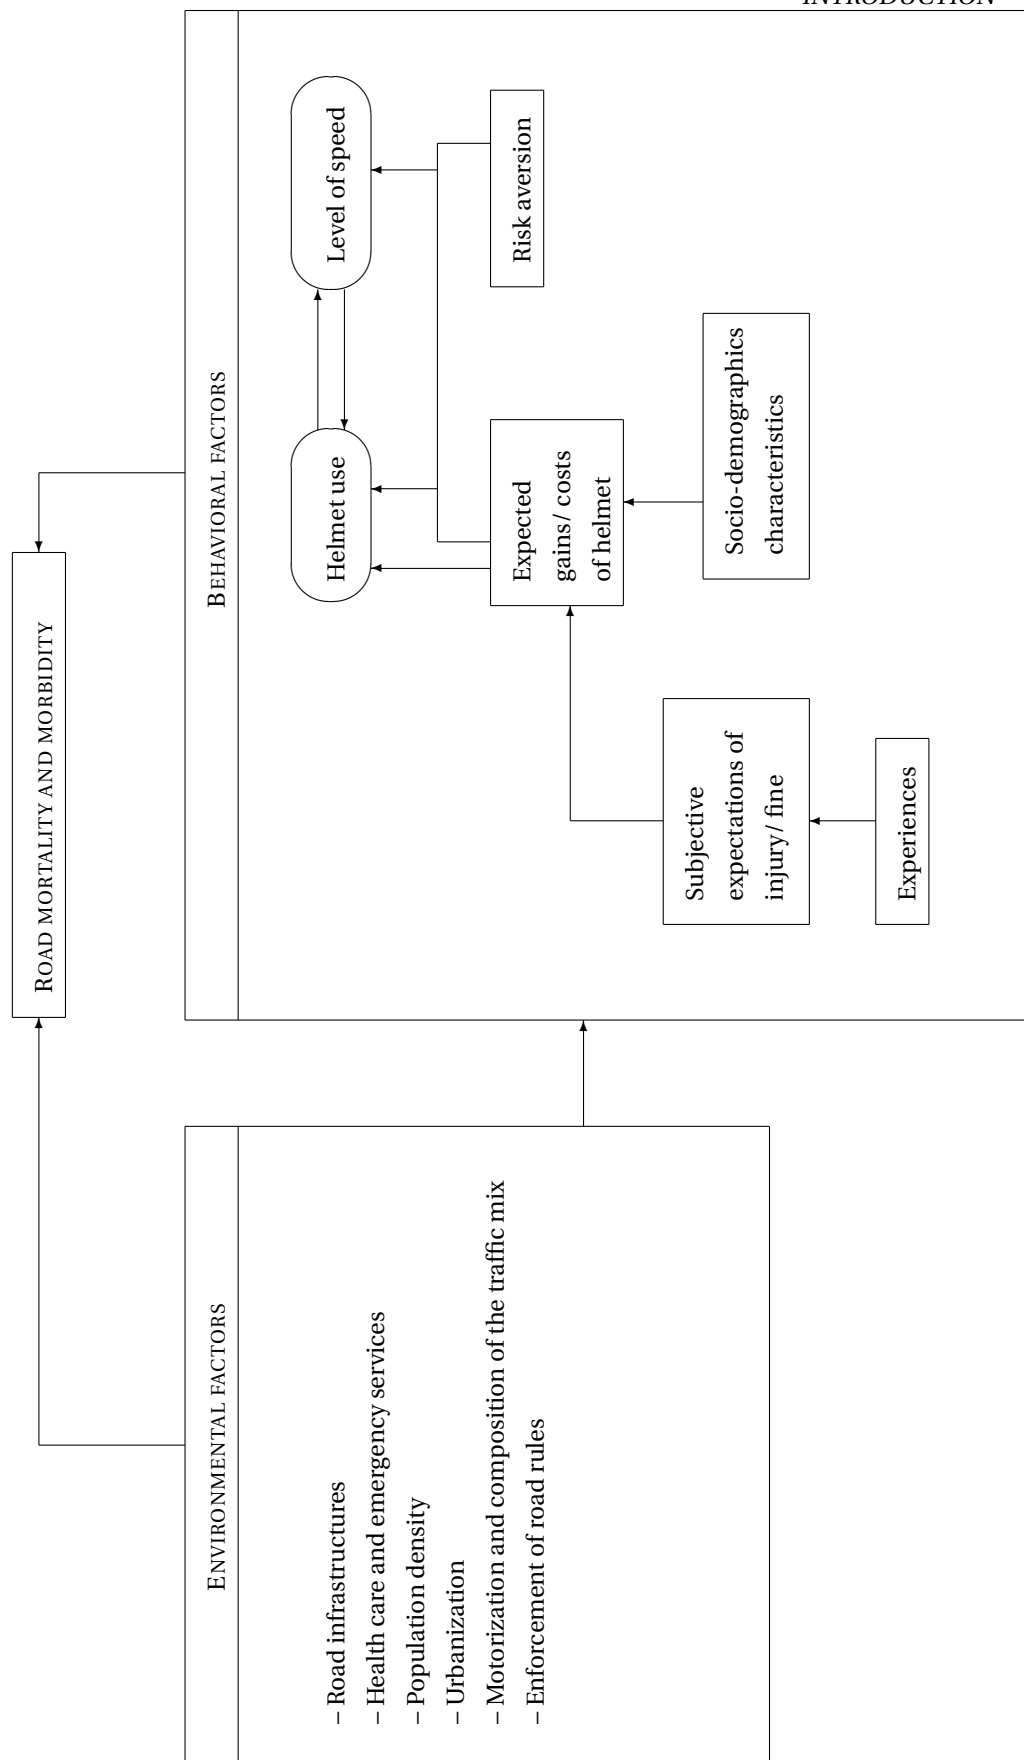 INTRODUCTION
ROAD MORTALITY AND MORBIDITY
ENVIRONMENTAL FACTORS
– Road infrastructures
– Health care and emergency services
– Population density
– Urbanization
– Motorization and composition of the traffic mix
– Enforcement of road rules
BEHAVIORAL FACTORS
Helmet use
Level of speed
Expected
gains/ costs
of helmet
Risk aversion
Subjective
expectations of
injury/ fine
Socio-demographics
characteristics
Experiences